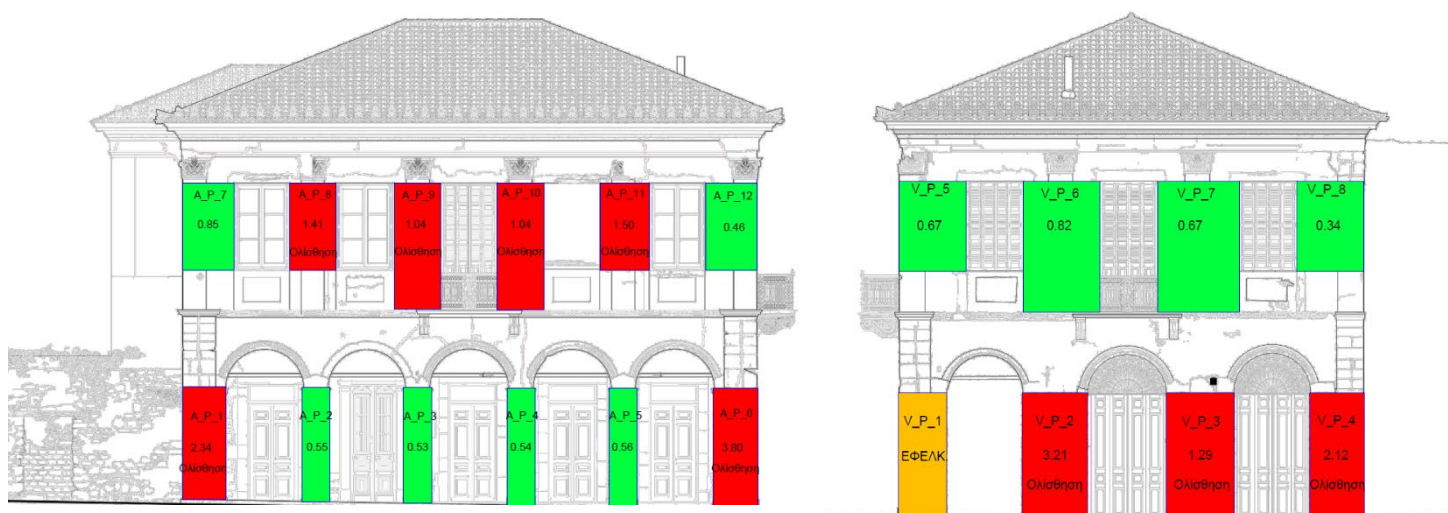 A_P_7
0.85
A_P_8
1.41
Ολίσθηση
A_P_9
1.04
Ολίσθηση
A_P_10
1.04
Ολίσθηση
A_P_11
1.50
Ολίσθηση
A_P_12
0.46
A_P_1
2.34
Ολίσθηση
A_P_2
0.55
A_P_3
0.53
A_P_4
0.54
A_P_5
0.56
A_P_6
3.80
Ολίσθηση
V_P_5
0.67
V_P_6
0.82
V_P_7
0.67
V_P_8
0.34
V_P_1
ΕΦΕΛΚ
V_P_2
3.21
Ολίσθηση
V_P_3
1.29
Ολίσθηση
V_P_4
2.12
Ολίσθηση